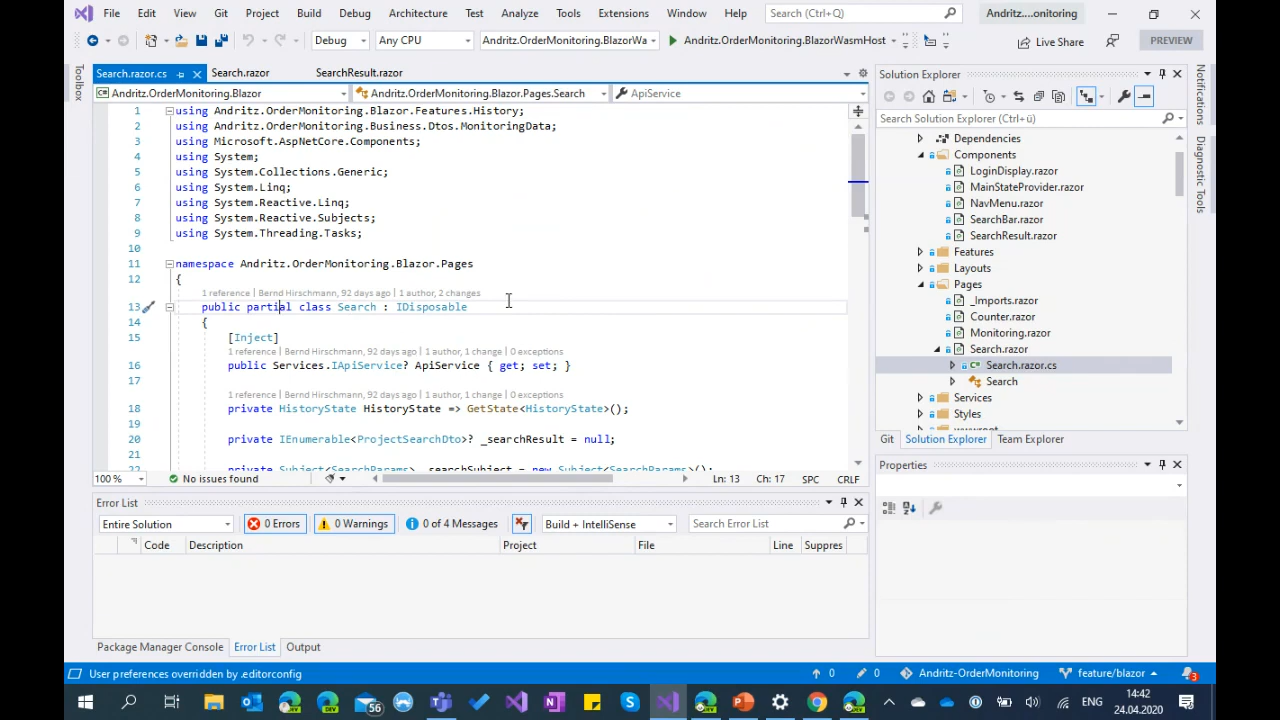 File Edit View Git Project Build Debug Architecture Test Analyze Tools Extensions Window Help Search (Ctrl+Q) Andritz....onitoring
Debug Any CPU Andritz.OrderMonitoring.BlazorWa Andritz.OrderMonitoring.BlazorWasmHost Live Share PREVIEW
Toolbox
Search.razor.cs Search.razor SearchResult.razor
Andritz.OrderMonitoring.Blazor Andritz.OrderMonitoring.Blazor.Pages.Search ApiService
1 using Andritz.OrderMonitoring.Blazor.Features.History;
2 using Andritz.OrderMonitoring.Business.Dtos.MonitoringData;
3 using Microsoft.AspNetCore.Components;
4 using System;
5 using System.Collections.Generic;
6 using System.Linq;
7 using System.Reactive.Linq;
8 using System.Reactive.Subjects;
9 using System.Threading.Tasks;
10
11 namespace Andritz.OrderMonitoring.Blazor.Pages
12 {
1 reference | Bernd Hirschmann, 92 days ago | 1 author, 2 changes
13 public partial class Search : IDisposable
14 {
15 [Inject]
1 reference | Bernd Hirschmann, 92 days ago | 1 author, 1 change | 0 exceptions
16 public Services.IApiService? ApiService { get; set; }
17
1 reference | Bernd Hirschmann, 92 days ago | 1 author, 1 change | 0 exceptions
18 private HistoryState HistoryState => GetState<HistoryState>();
19
20 private IEnumerable<ProjectSearchDto>? _searchResult = null;
21
22 private Subject<SearchParams> _searchSubject = new Subject<SearchParams>();
100 % No issues found Ln: 13 Ch: 17 SPC CRLF
Error List
Entire Solution 0 Errors 0 Warnings 0 of 4 Messages Build + IntelliSense Search Error List
Code Description Project File Line Suppres
Package Manager Console Error List Output
Solution Explorer
Search Solution Explorer (Ctrl+ü)
Dependencies
Components
LoginDisplay.razor
MainStateProvider.razor
NavMenu.razor
SearchBar.razor
SearchResult.razor
Features
Layouts
Pages
_Imports.razor
Counter.razor
Monitoring.razor
Search.razor
Search.razor.cs
Search
Services
Styles
wwwroot
Git Solution Explorer Team Explorer
Properties
Notifications
Diagnostic Tools
User preferences overridden by .editorconfig 0 0 Andritz-OrderMonitoring feature/blazor 3
56 ENG 14:42
24.04.2020